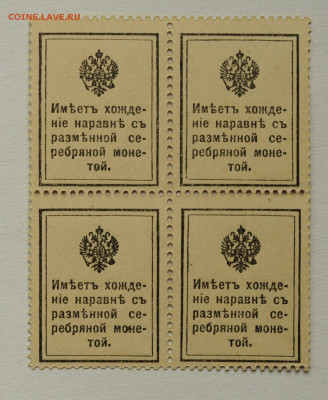 COINS.LAVE.RU
Имѣетъ хожде-
ніе наравнѣ съ
размѣнной се-
ребряной моне-
той.
Имѣетъ хожде-
ніе наравнѣ съ
размѣнной се-
ребряной моне-
той.
Имѣетъ хожде-
ніе наравнѣ съ
размѣнной се-
ребряной моне-
той.
Имѣетъ хожде-
ніе наравнѣ съ
размѣнной се-
ребряной моне-
той.